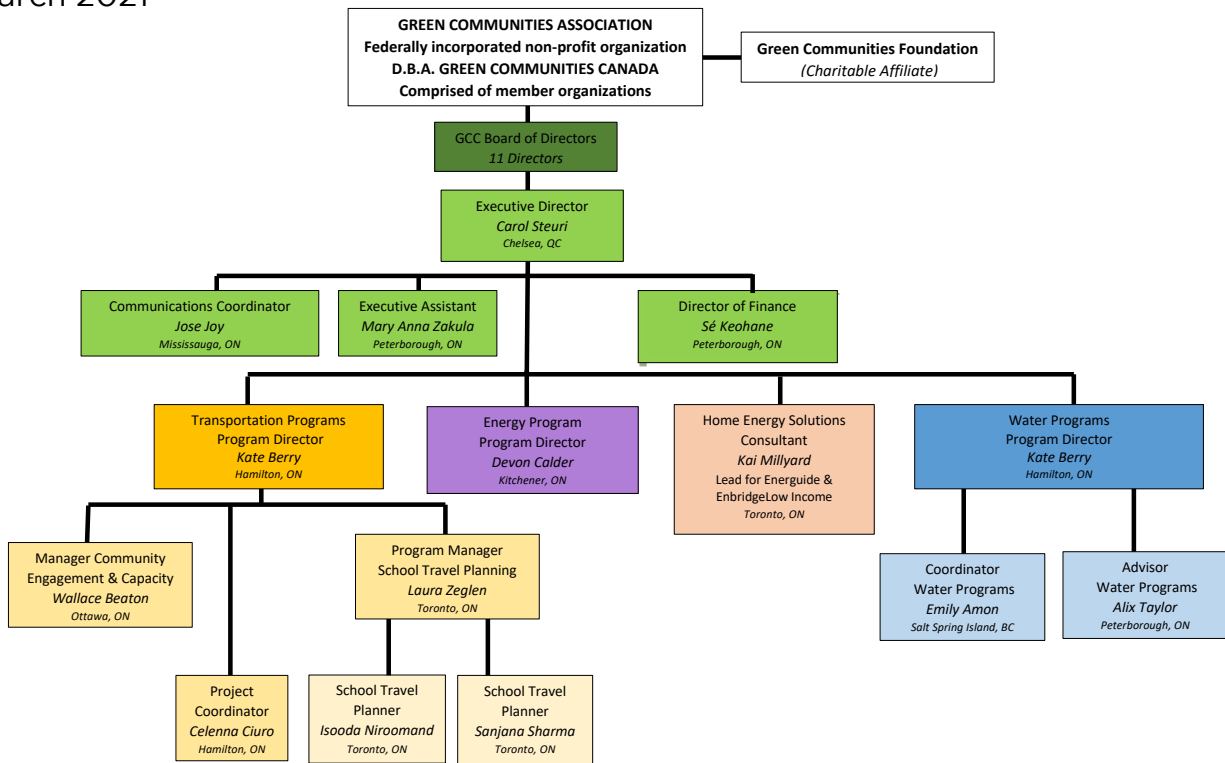 GREEN COMMUNITIES ASSOCIATION
Federally incorporated non-profit organization
D.B.A. GREEN COMMUNITIES CANADA
Comprised of member organizations
Green Communities Foundation
(Charitable Affiliate)
GCC Board of Directors
11 Directors
Executive Director
Carol Steuri
Chelsea, QC
Communications Coordinator
Jose Joy
Mississauga, ON
Executive Assistant
Mary Anna Zakula
Peterborough, ON
Director of Finance
Sé Keohane
Peterborough, ON
Transportation Programs
Program Director
Kate Berry
Hamilton, ON
Energy Program
Program Director
Devon Calder
Kitchener, ON
Home Energy Solutions
Consultant
Kai Millyard
Lead for Energuide &
EnbridgeLow Income
Toronto, ON
Water Programs
Program Director
Kate Berry
Hamilton, ON
Manager Community
Engagement & Capacity
Wallace Beaton
Ottawa, ON
Program Manager
School Travel Planning
Laura Zeglen
Toronto, ON
Coordinator
Water Programs
Emily Amon
Salt Spring Island, BC
Advisor
Water Programs
Alix Taylor
Peterborough, ON
Project
Coordinator
Celenna Ciuro
Hamilton, ON
School Travel
Planner
Isooda Niroomand
Toronto, ON
School Travel
Planner
Sanjana Sharma
Toronto, ON